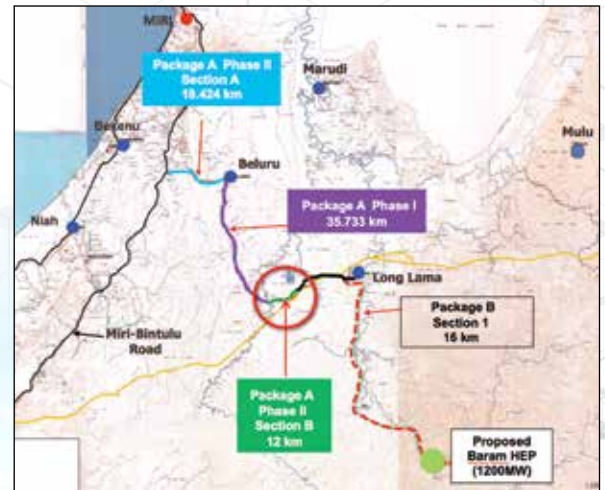 MIRI
Package A Phase II
Section A
18.424 km
Marudi
Bekenu
Mulu
Beluru
Package A Phase I
35.733 km
Niah
Long Lama
Package B
Section 1
15 km
Miri-Bintulu
Road
Package A
Phase II
Section B
12 km
Proposed
Baram HEP
(1200MW)